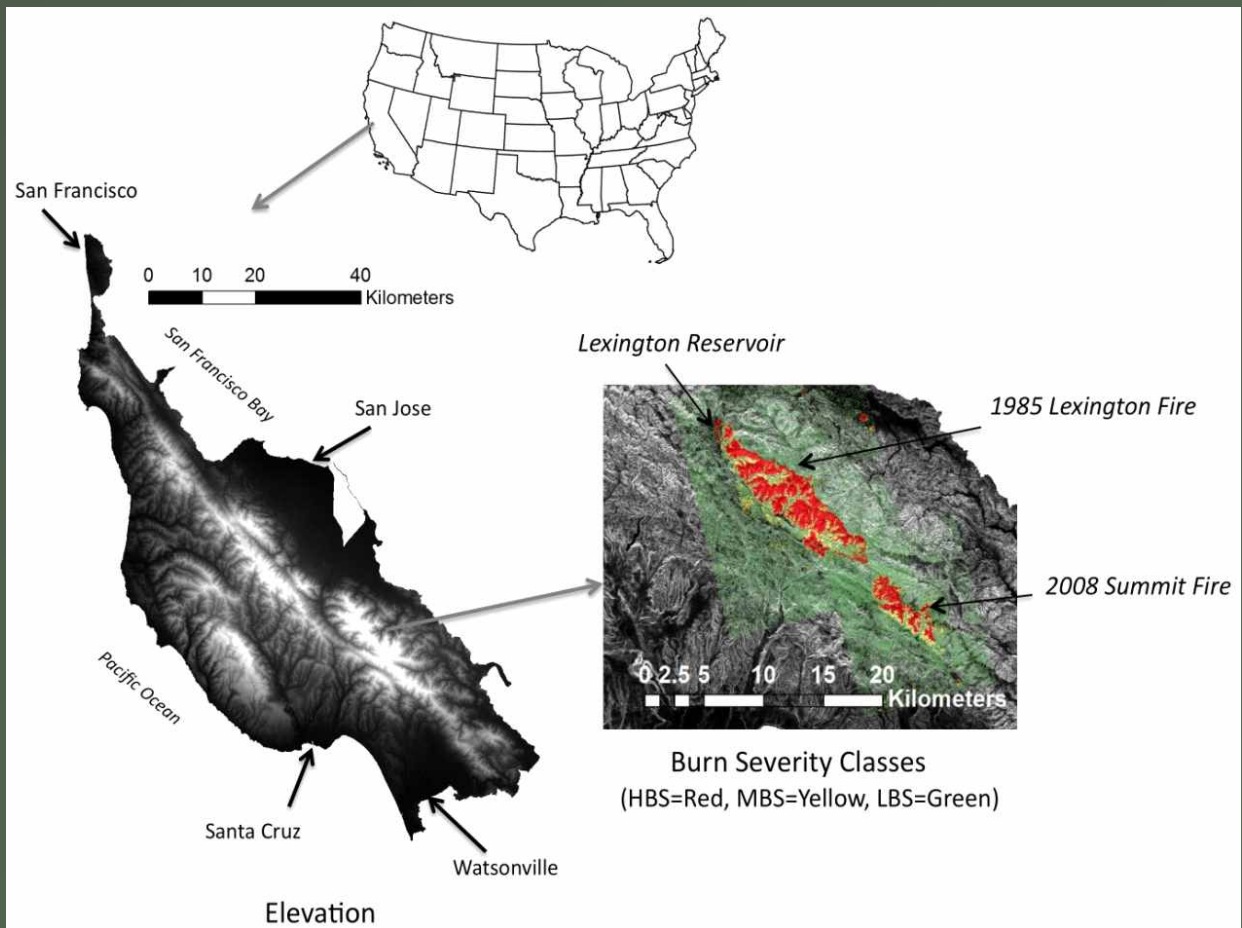 San Francisco
0 10 20 40
Kilometers
San Francisco Bay
San Jose
Lexington Reservoir
1985 Lexington Fire
2008 Summit Fire
Pacific Ocean
0 2.5 5 10 15 20
Kilometers
Burn Severity Classes
(HBS=Red, MBS=Yellow, LBS=Green)
Santa Cruz
Watsonville
Elevation